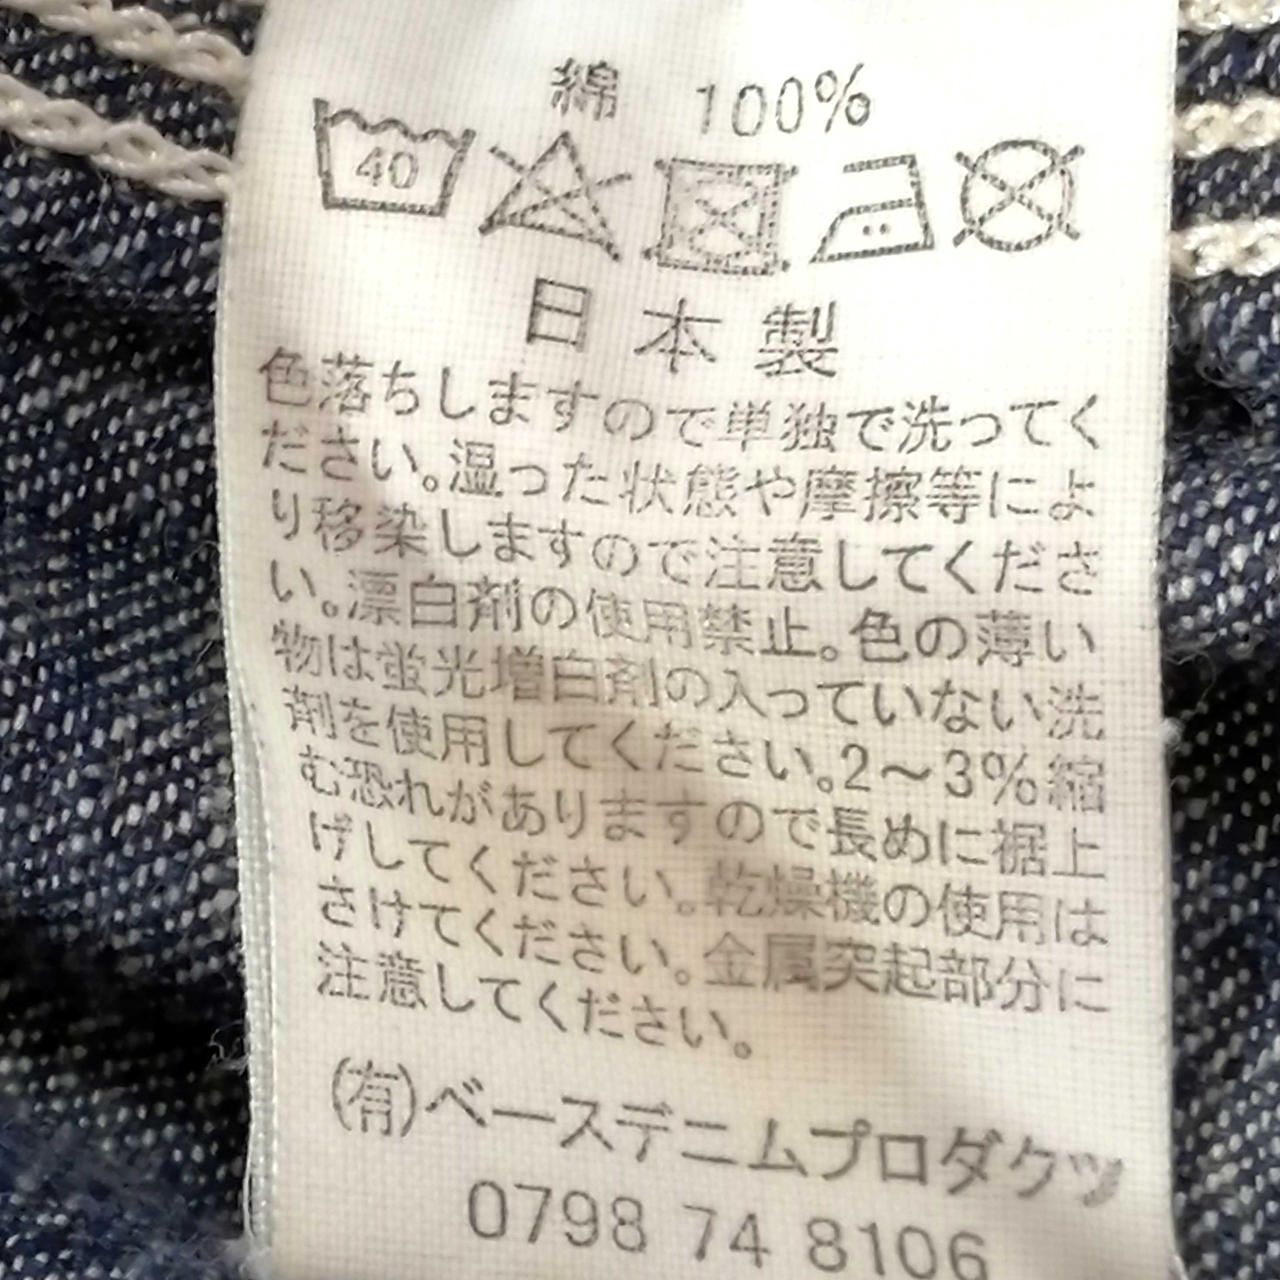 綿 100%
40
日本製
色落ちしますので単独で洗ってく
ださい。湿った状態や摩擦等によ
り移染しますので注意してくださ
い。漂白剤の使用禁止。色の薄い
物は蛍光増白剤の入っていない洗
剤を使用してください。2～3%縮
む恐れがありますので長めに裾上
げしてください。乾燥機の使用は
さけてください。金属突起部分に
注意してください。
(有)ベースデニムプロダクツ
0798 74 8106